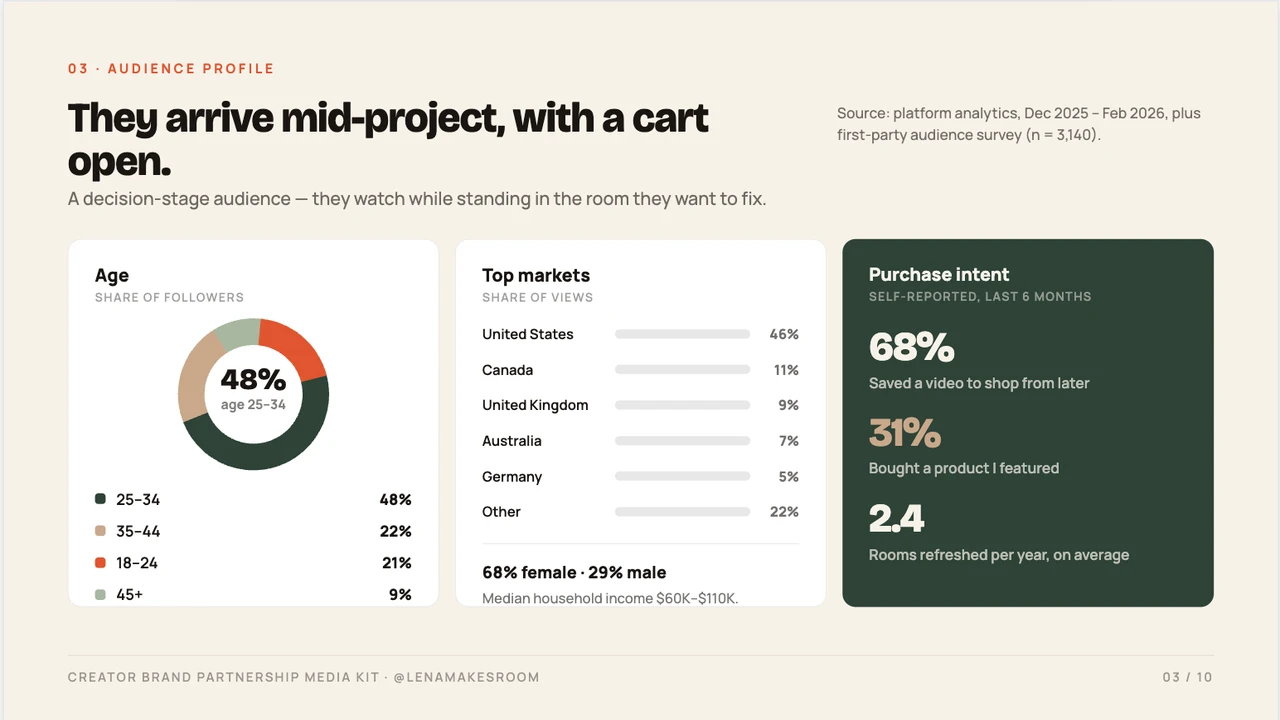 03 · AUDIENCE PROFILE
They arrive mid-project, with a cart
open.
A decision-stage audience — they watch while standing in the room they want to fix.
Source: platform analytics, Dec 2025 – Feb 2026, plus
first-party audience survey (n = 3,140).
Age
SHARE OF FOLLOWERS
48%
age 25–34
25–34 48%
35–44 22%
18–24 21%
45+ 9%
Top markets
SHARE OF VIEWS
United States 46%
Canada 11%
United Kingdom 9%
Australia 7%
Germany 5%
Other 22%
68% female · 29% male
Median household income $60K–$110K.
Purchase intent
SELF-REPORTED, LAST 6 MONTHS
68%
Saved a video to shop from later
31%
Bought a product I featured
2.4
Rooms refreshed per year, on average
CREATOR BRAND PARTNERSHIP MEDIA KIT · @LENAMAKESROOM
03 / 10